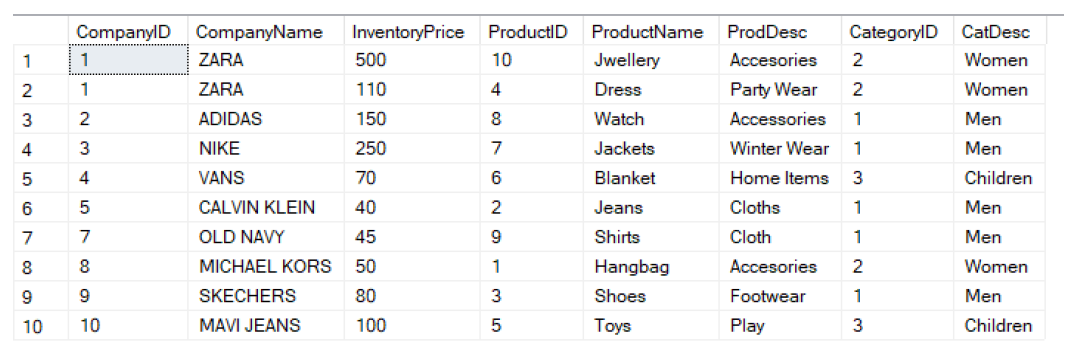 CompanyID CompanyName InventoryPrice ProductID ProductName ProdDesc CategoryID CatDesc
1 1 ZARA 500 10 Jwellery Accesories 2 Women
2 1 ZARA 110 4 Dress Party Wear 2 Women
3 2 ADIDAS 150 8 Watch Accessories 1 Men
4 3 NIKE 250 7 Jackets Winter Wear 1 Men
5 4 VANS 70 6 Blanket Home Items 3 Children
6 5 CALVIN KLEIN 40 2 Jeans Cloths 1 Men
7 7 OLD NAVY 45 9 Shirts Cloth 1 Men
8 8 MICHAEL KORS 50 1 Hangbag Accesories 2 Women
9 9 SKECHERS 80 3 Shoes Footwear 1 Men
10 10 MAVI JEANS 100 5 Toys Play 3 Children